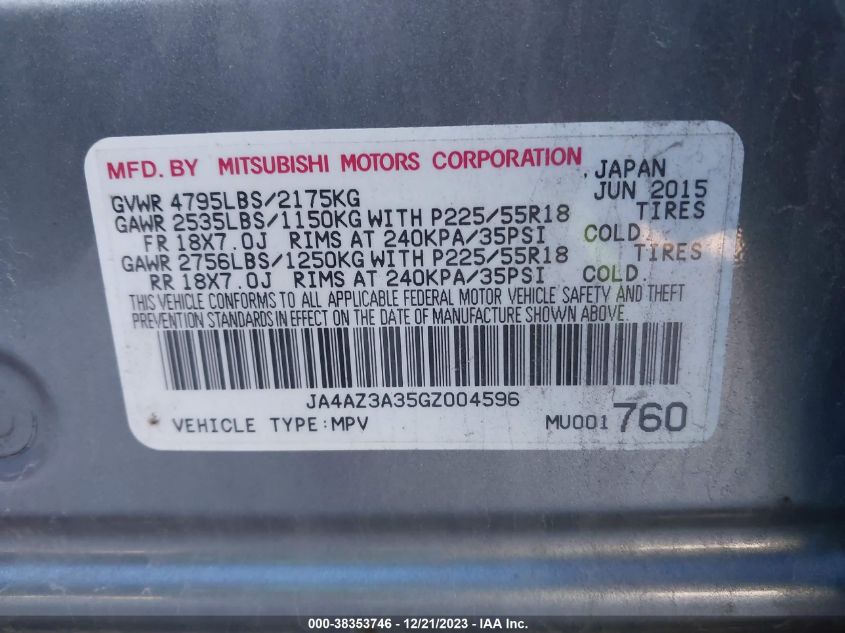 MFD. BY MITSUBISHI MOTORS CORPORATION JAPAN
GVWR 4795LBS/2175KG JUN 2015
GAWR 2535LBS/1150KG WITH P225/55R18 TIRES
FR 18X7.0J RIMS AT 240KPA/35PSI COLD
GAWR 2756LBS/1250KG WITH P225/55R18 TIRES
RR 18X7.0J RIMS AT 240KPA/35PSI COLD
THIS VEHICLE CONFORMS TO ALL APPLICABLE FEDERAL MOTOR VEHICLE SAFETY AND THEFT
PREVENTION STANDARDS IN EFFECT ON THE DATE OF MANUFACTURE SHOWN ABOVE.
JA4AZ3A35GZ004596
VEHICLE TYPE:MPV MU001 760
000-38353746 - 12/21/2023 - IAA Inc.